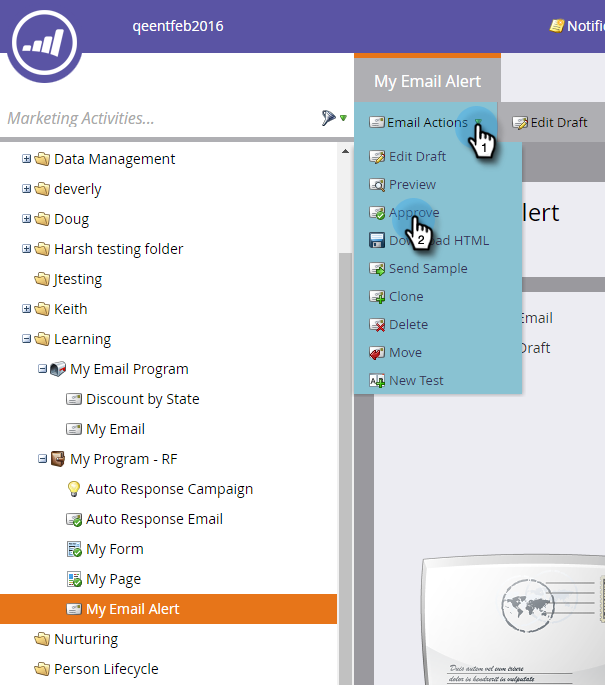 qeentfeb2016
Notific
My Email Alert
Marketing Activities...
Email Actions
Edit Draft
1
Data Management
deverly
Doug
Harsh testing folder
Jtesting
Keith
Learning
My Email Program
Discount by State
My Email
My Program - RF
Auto Response Campaign
Auto Response Email
My Form
My Page
My Email Alert
Nurturing
Person Lifecycle
Edit Draft
Preview
Approve
2
Download HTML
Send Sample
Clone
Delete
Move
New Test
lert
Email
Draft
Duis autem vel eum iriure
dolor in hendrerit in vulputate